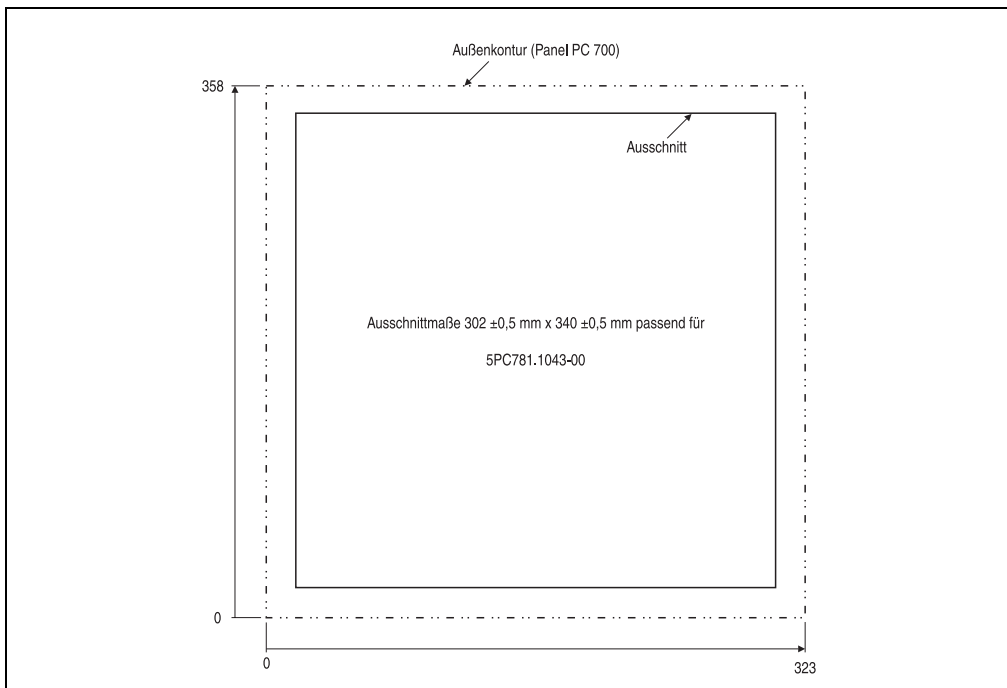 Außenkontur (Panel PC 700)
358
Ausschnitt
Ausschnittmaße 302 ±0,5 mm x 340 ±0,5 mm passend für
5PC781.1043-00
0
0
323